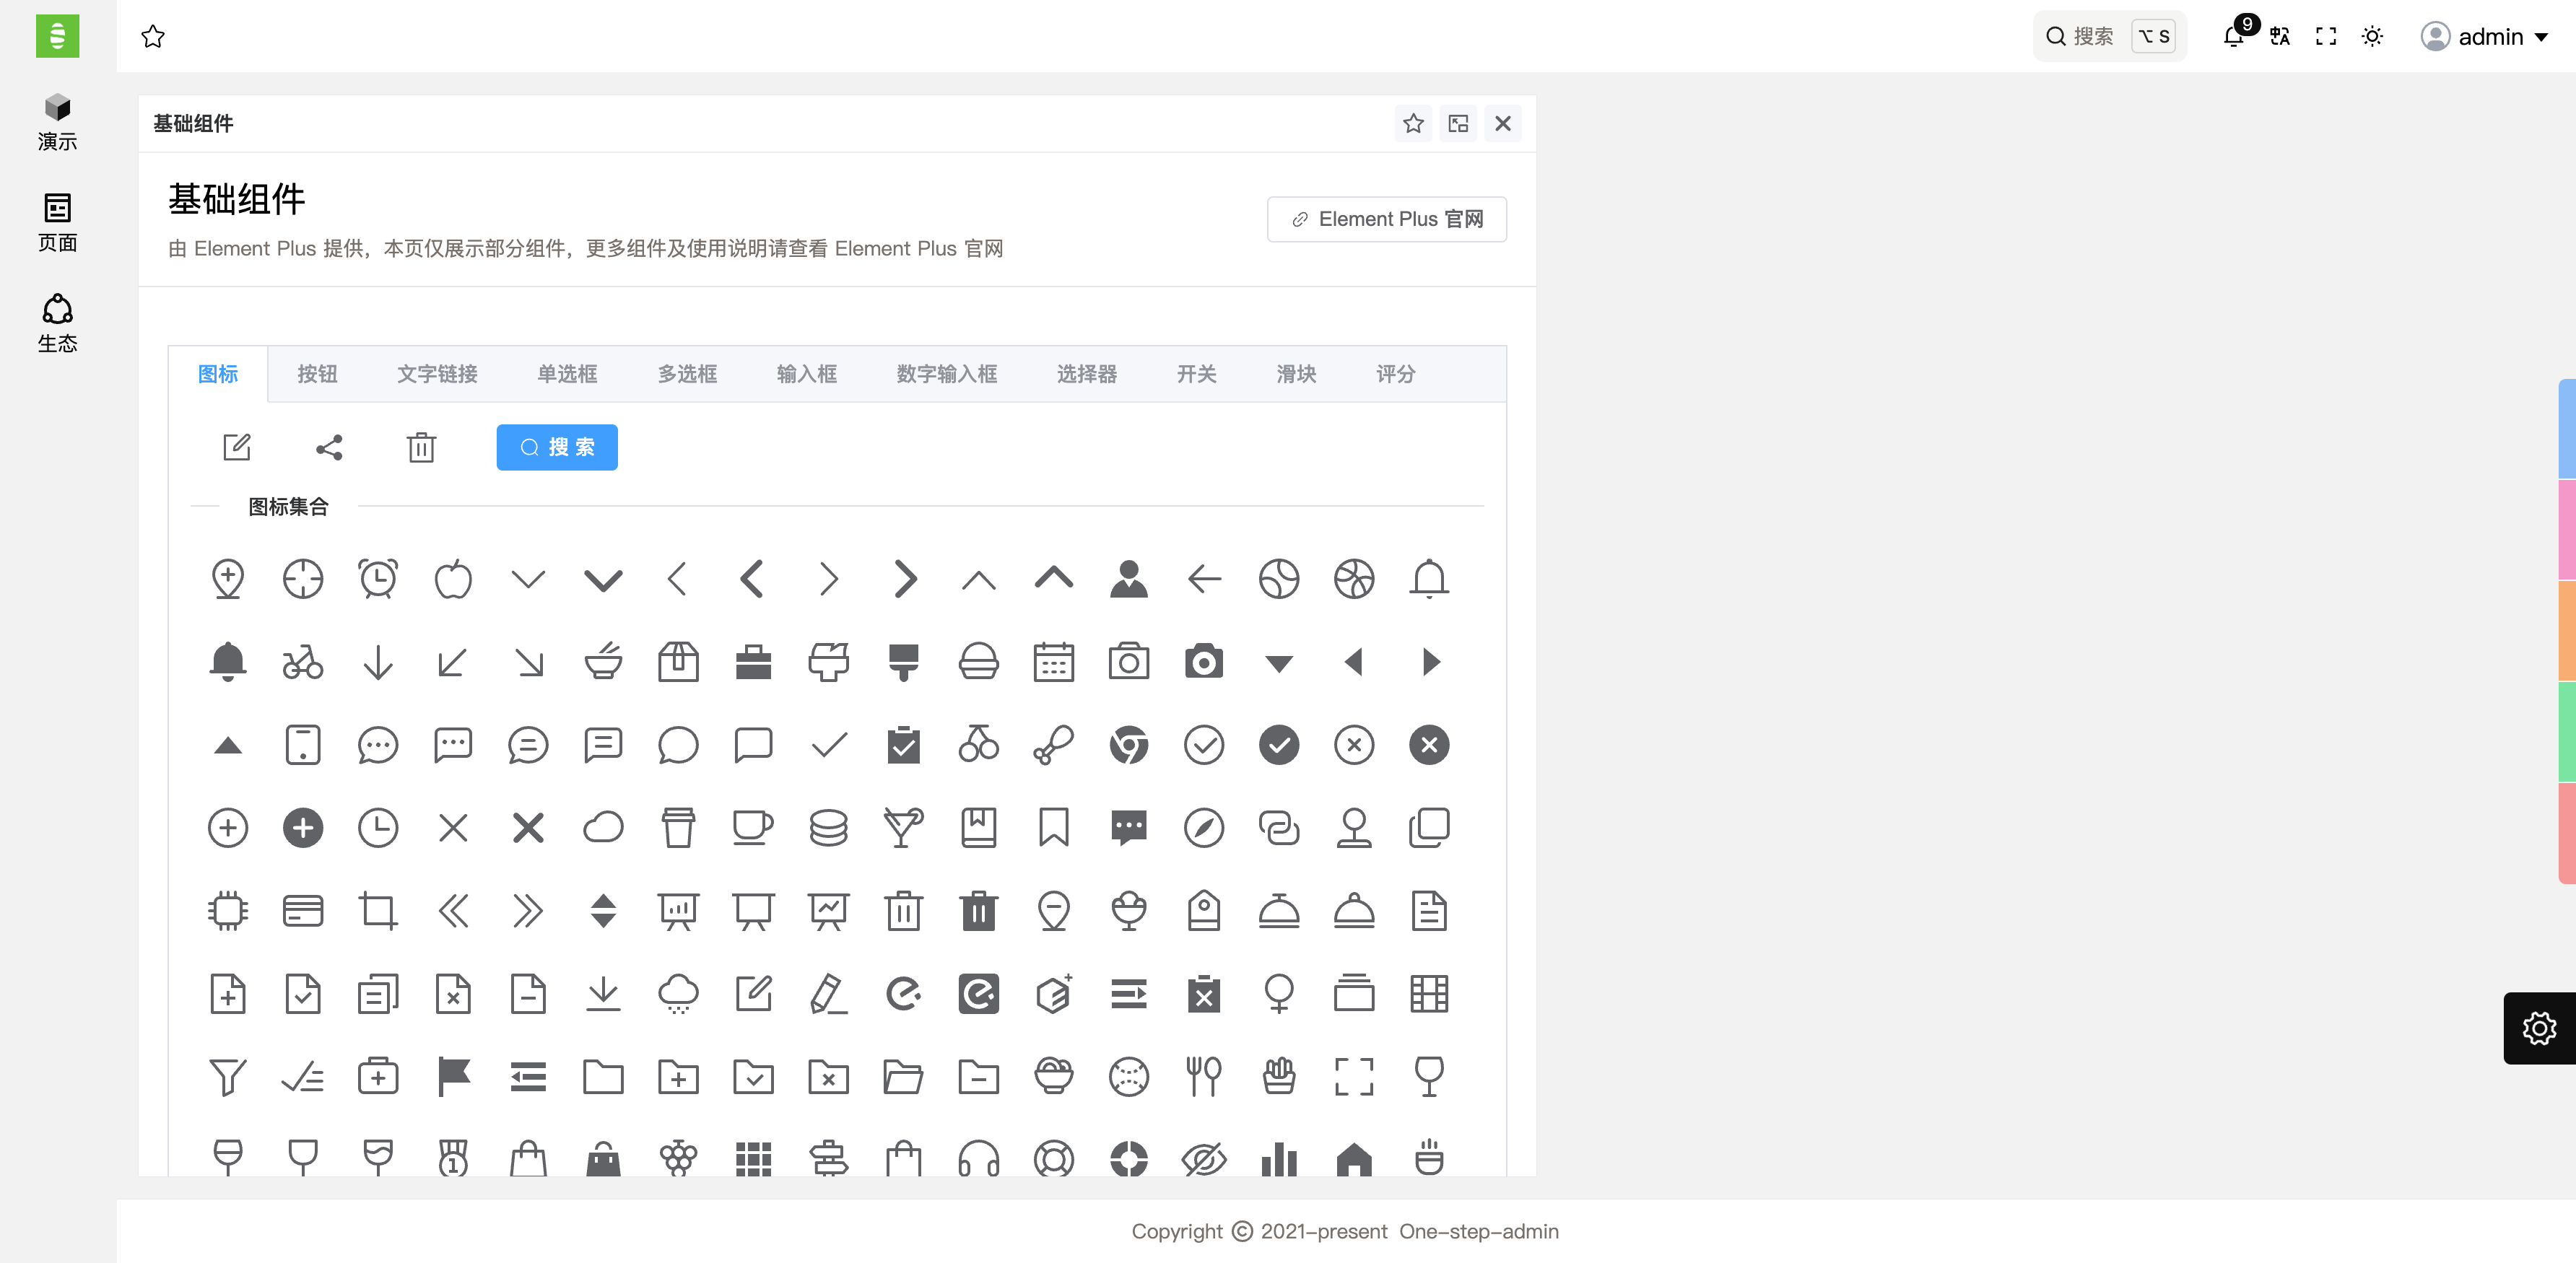 搜索 ⌥ S
9
admin
演示
页面
生态
基础组件
基础组件
Element Plus 官网
由 Element Plus 提供，本页仅展示部分组件，更多组件及使用说明请查看 Element Plus 官网
图标 按钮 文字链接 单选框 多选框 输入框 数字输入框 选择器 开关 滑块 评分
搜 索
图标集合
Copyright © 2021-present One-step-admin